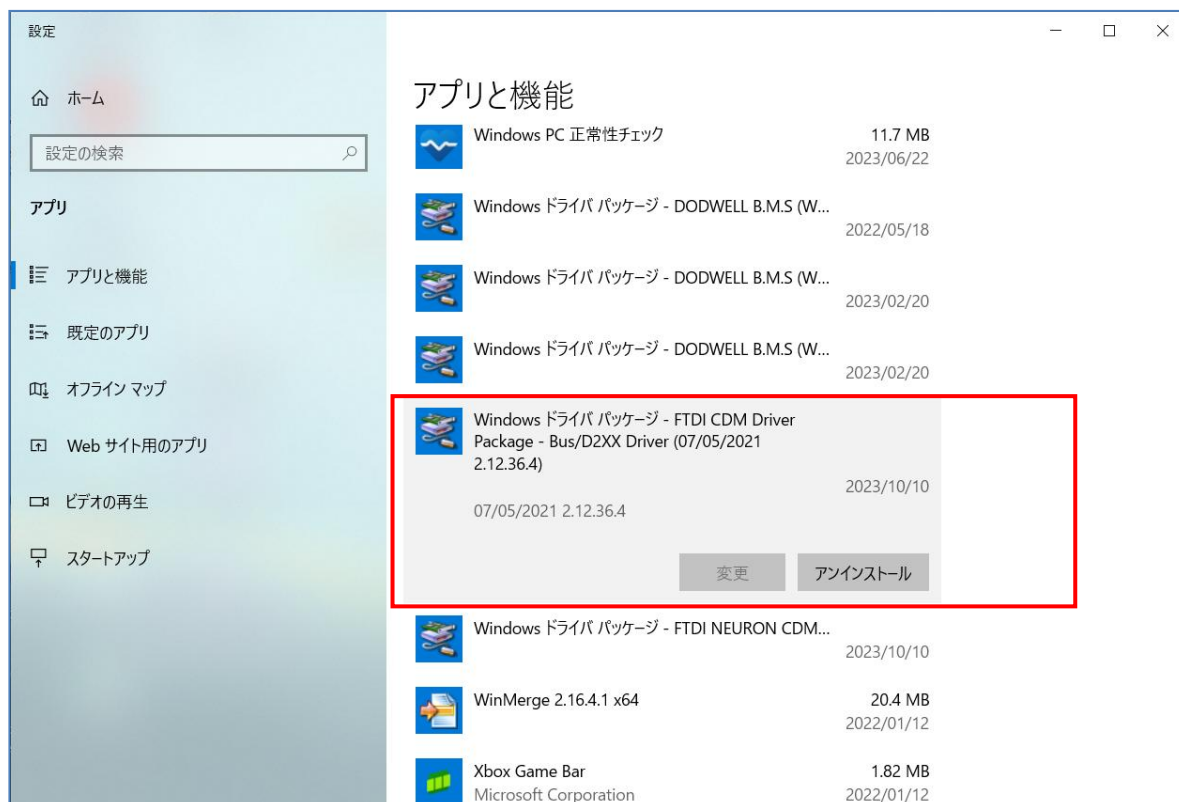 設定
ホーム
設定の検索
アプリ
アプリと機能
既定のアプリ
オフライン マップ
Web サイト用のアプリ
ビデオの再生
スタートアップ
アプリと機能
Windows PC 正常性チェック
11.7 MB
2023/06/22
Windows ドライバ パッケージ - DODWELL B.M.S (W...
2022/05/18
Windows ドライバ パッケージ - DODWELL B.M.S (W...
2023/02/20
Windows ドライバ パッケージ - DODWELL B.M.S (W...
2023/02/20
Windows ドライバ パッケージ - FTDI CDM Driver
Package - Bus/D2XX Driver (07/05/2021
2.12.36.4)
2023/10/10
07/05/2021 2.12.36.4
変更
アンインストール
Windows ドライバ パッケージ - FTDI NEURON CDM...
2023/10/10
WinMerge 2.16.4.1 x64
20.4 MB
2022/01/12
Xbox Game Bar
1.82 MB
Microsoft Corporation
2022/01/12